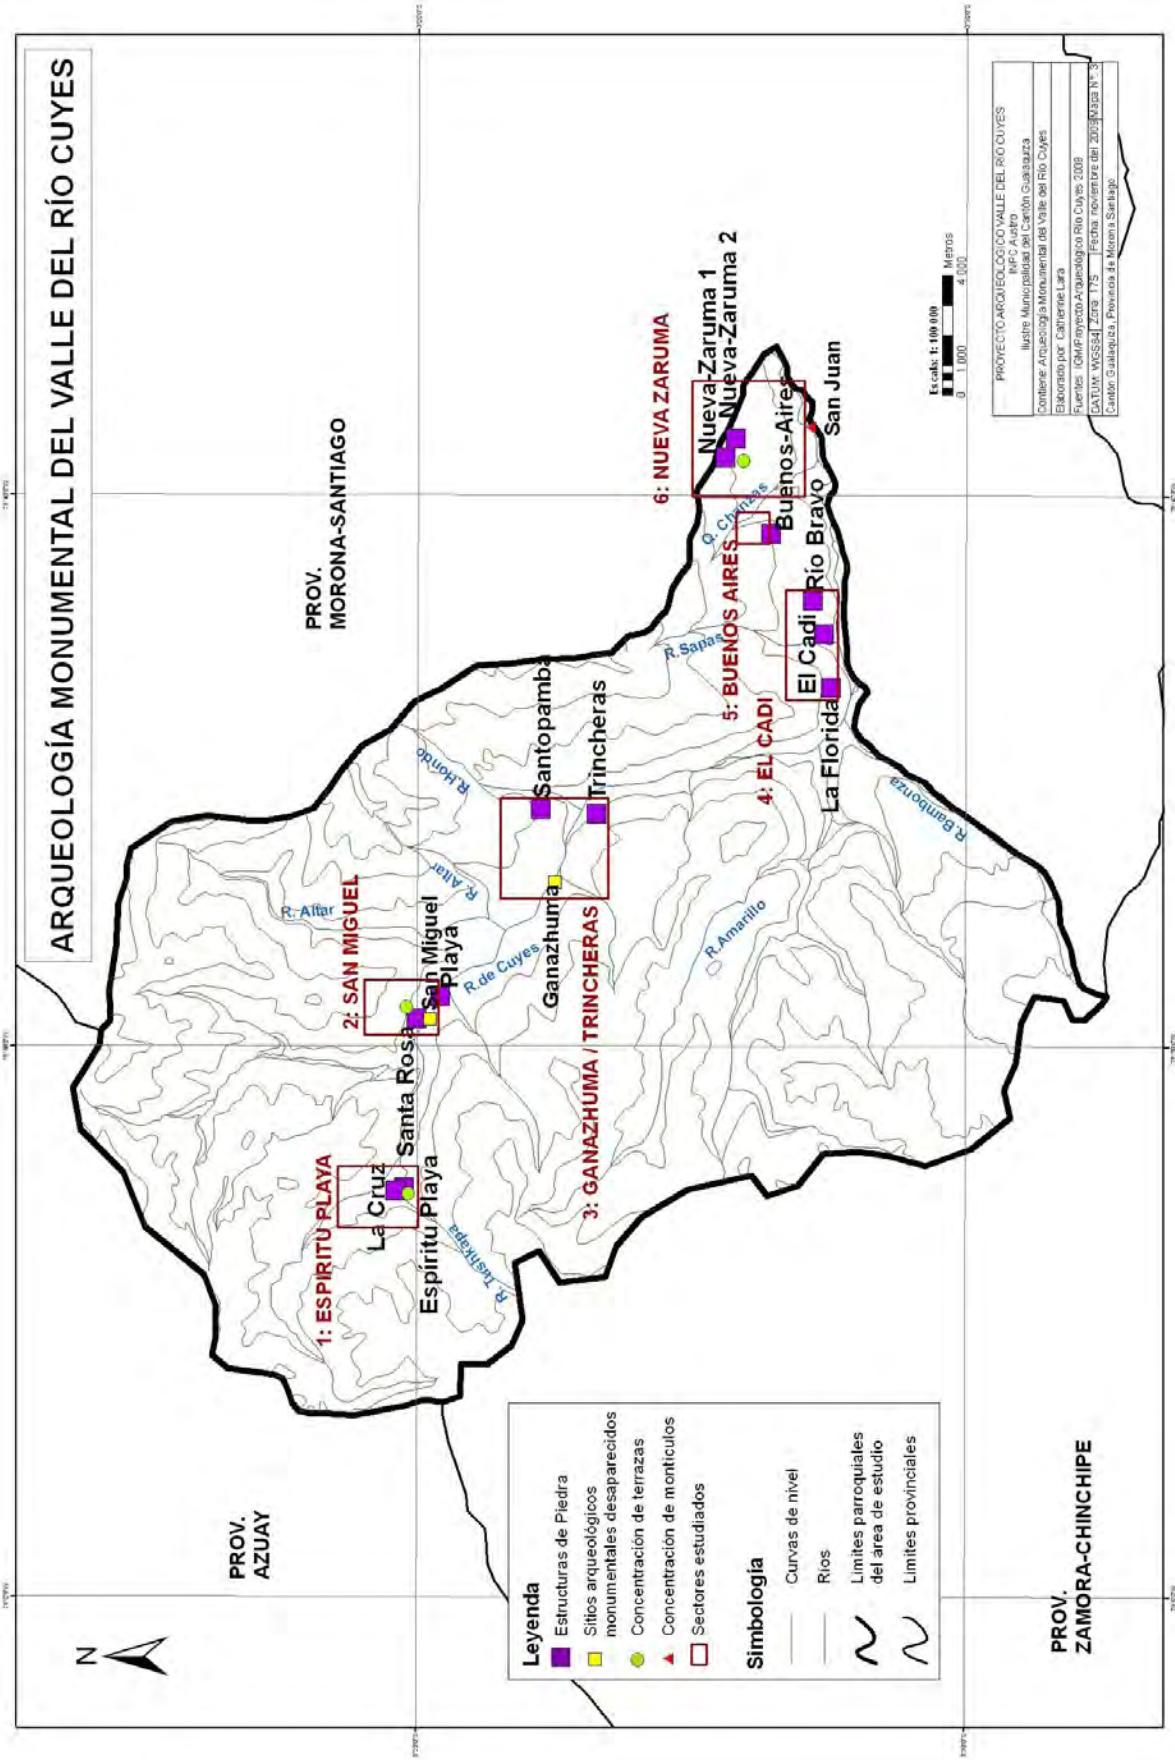 ARQUEOLOGÍA MONUMENTAL DEL VALLE DEL RÍO CUYES
N
PROV.
AZUAY
PROV.
MORONA-SANTIAGO
PROV.
ZAMORA-CHINCHIPE
1: ESPIRITU PLAYA
La Cruz
Espíritu Playa
Santa Rosa
2: SAN MIGUEL
San Miguel
Playa
R. Altar
R. Altar
R.Hondo
R.de Cuyes
R. Tushkapa
3: GANAZHUMA / TRINCHERAS
Ganazhuma
Santopamba
Trincheras
R.Amarillo
R.Bambonza
R.Sapas
4: EL CADI
La Florida
El Cadi
Río Bravo
5: BUENOS AIRES
Buenos-Aires
Q. Chanzas
6: NUEVA ZARUMA
Nueva-Zaruma 1
Nueva-Zaruma 2
San Juan
Leyenda
Estructuras de Piedra
Sitios arqueológicos
monumentales desaparecidos
Concentración de terrazas
Concentración de montículos
Sectores estudiados
Simbología
Curvas de nivel
Ríos
Limites parroquiales
del área de estudio
Limites provinciales
Escala: 1: 100 000
0 1 000 4 000 Metros
PROYECTO ARQUEOLOGICO VALLE DEL RIO CUYES
INPC Austro
Ilustre Municipalidad del Cantón Gualaquiza
Contiene: Arqueología Monumental del Valle del Río Cuyes
Elaborado por: Catherine Lara
Fuentes: IGM/Proyecto Arqueológico Río Cuyes 2009
DATUM: WGS84 Zona: 17S Fecha: noviembre del 2009 Mapa N°: 3
Cantón Gualaquiza, Provincia de Morona Santiago